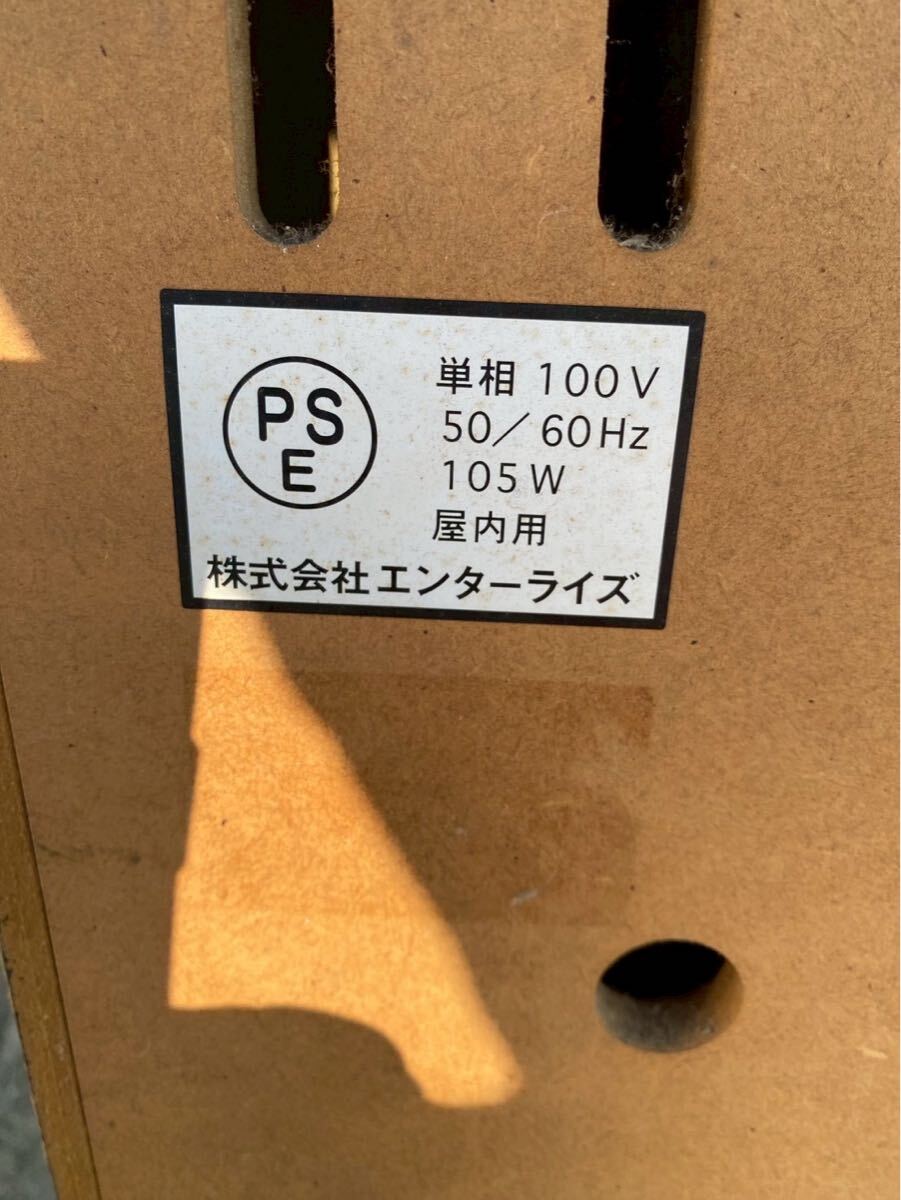 PS
E
単相 100V
50/60Hz
105W
屋内用
株式会社エンターライズ